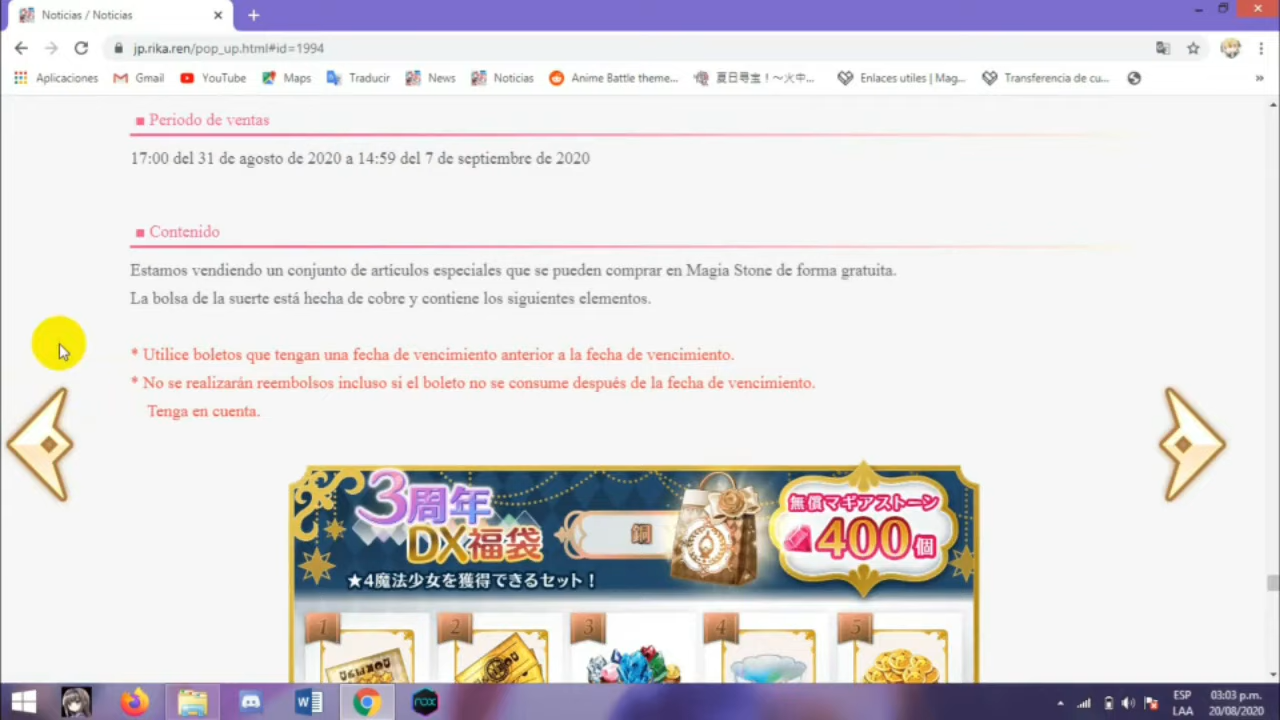 Noticias / Noticias
jp.rika.ren/pop_up.html#id=1994
Aplicaciones
Gmail
YouTube
Maps
Traducir
News
Noticias
Anime Battle theme...
夏日尋宝！～火中...
Enlaces utiles | Mag...
Transferencia de cu...
»
■ Periodo de ventas
17:00 del 31 de agosto de 2020 a 14:59 del 7 de septiembre de 2020
■ Contenido
Estamos vendiendo un conjunto de artículos especiales que se pueden comprar en Magia Stone de forma gratuita.
La bolsa de la suerte está hecha de cobre y contiene los siguientes elementos.
* Utilice boletos que tengan una fecha de vencimiento anterior a la fecha de vencimiento.
* No se realizarán reembolsos incluso si el boleto no se consume después de la fecha de vencimiento.
Tenga en cuenta.
3周年
DX福袋
銅
無償マギアストーン
400個
★4魔法少女を獲得できるセット！
1
2
3
4
5
nox
ESP
LAA
03:03 p.m.
20/08/2020